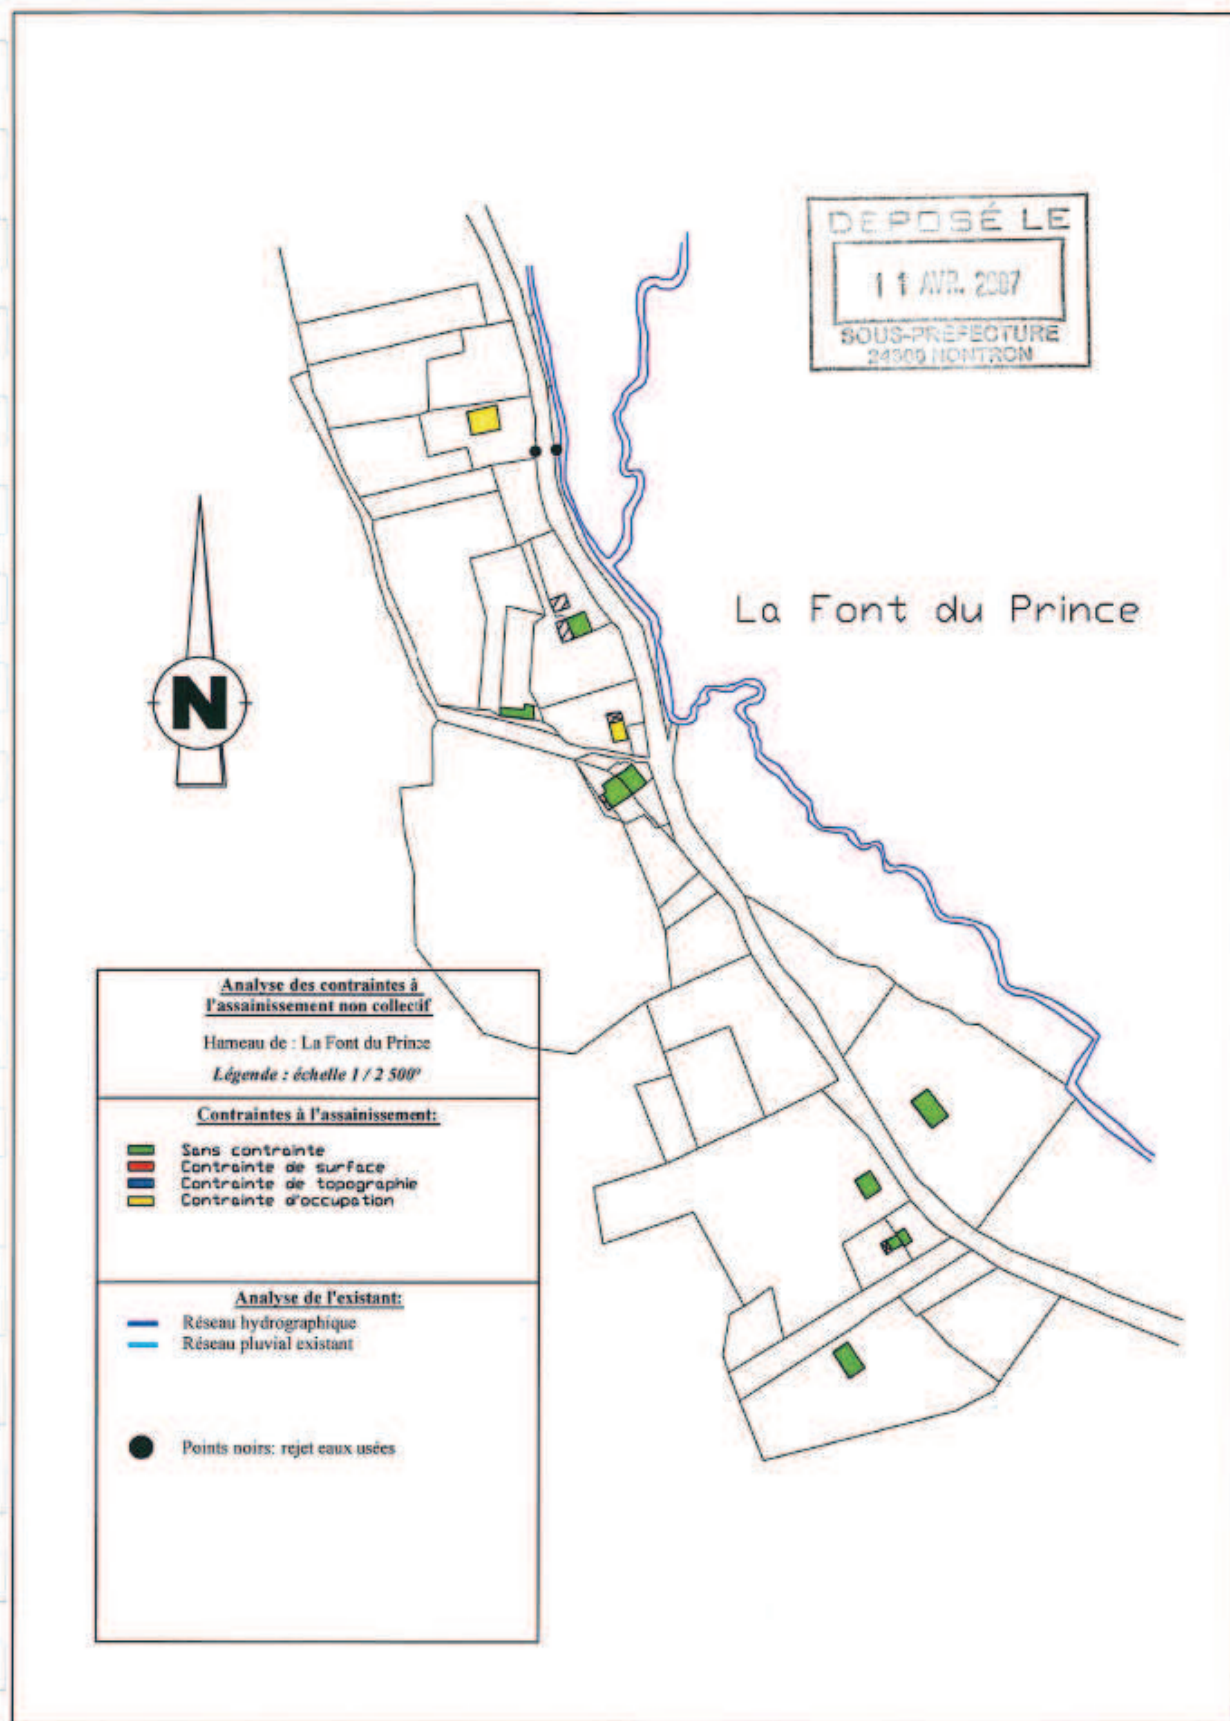 DEPOSÉ LE
11 AVR. 2007
SOUS-PREFECTURE
24300 NONTRON
La Font du Prince
N
Analyse des contraintes à
l'assainissement non collectif
Hameau de : La Font du Prince
Légende : échelle 1 / 2 500°
Contraintes à l'assainissement:
Sans contrainte
Contrainte de surface
Contrainte de topographie
Contrainte d'occupation
Analyse de l'existant:
Réseau hydrographique
Réseau pluvial existant
Points noirs: rejet eaux usées